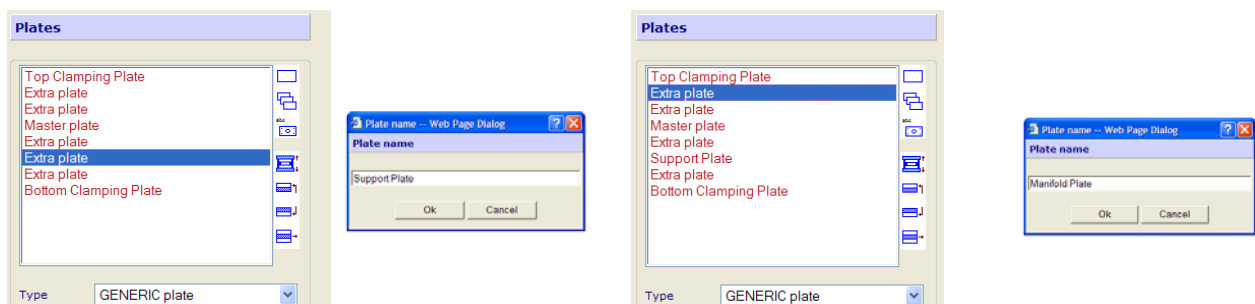 Plates
Top Clamping Plate
Extra plate
Extra plate
Master plate
Extra plate
Extra plate
Extra plate
Bottom Clamping Plate
abc
Type
GENERIC plate
Plate name -- Web Page Dialog
Plate name
Support Plate
Ok
Cancel
Plates
Top Clamping Plate
Extra plate
Extra plate
Master plate
Extra plate
Support Plate
Extra plate
Bottom Clamping Plate
abc
Type
GENERIC plate
Plate name -- Web Page Dialog
Plate name
Manifold Plate
Ok
Cancel